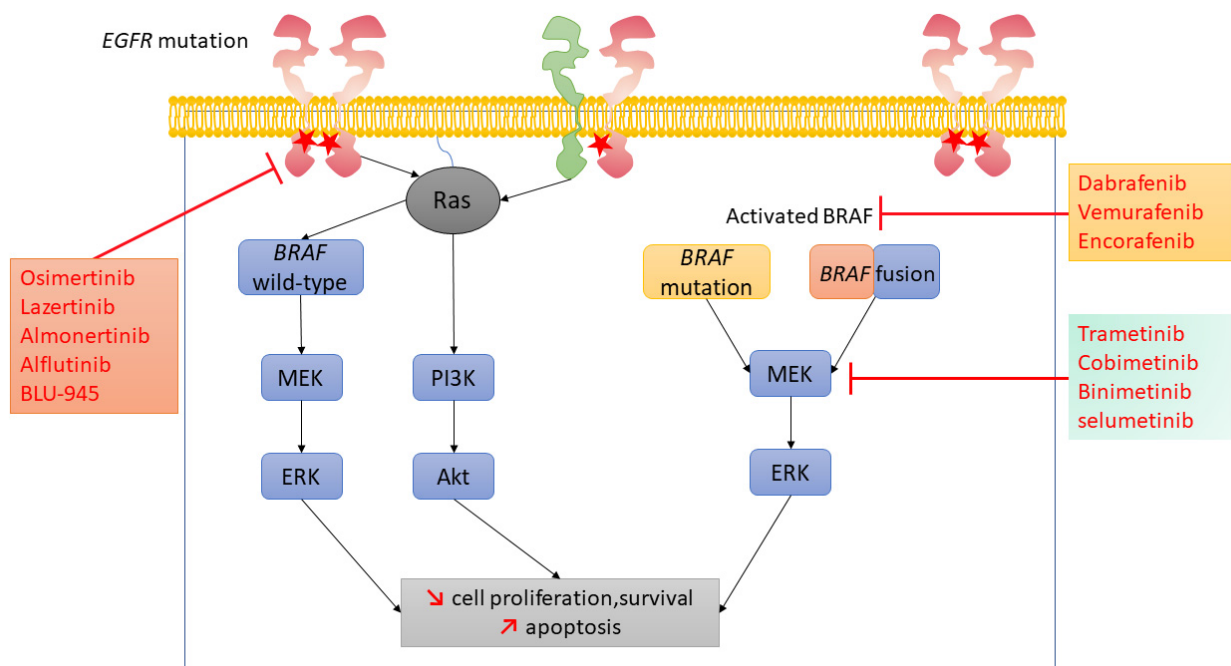 EGFR mutation
Ras
Activated BRAF
Dabrafenib
Vemurafenib
Encorafenib
BRAF
wild-type
BRAF
mutation
BRAF fusion
Osimertinib
Lazertinib
Almonertinib
Alflutinib
BLU-945
MEK
PI3K
MEK
Trametinib
Cobimetinib
Binimetinib
selumetinib
ERK
Akt
ERK
↘ cell proliferation,survival
↗ apoptosis